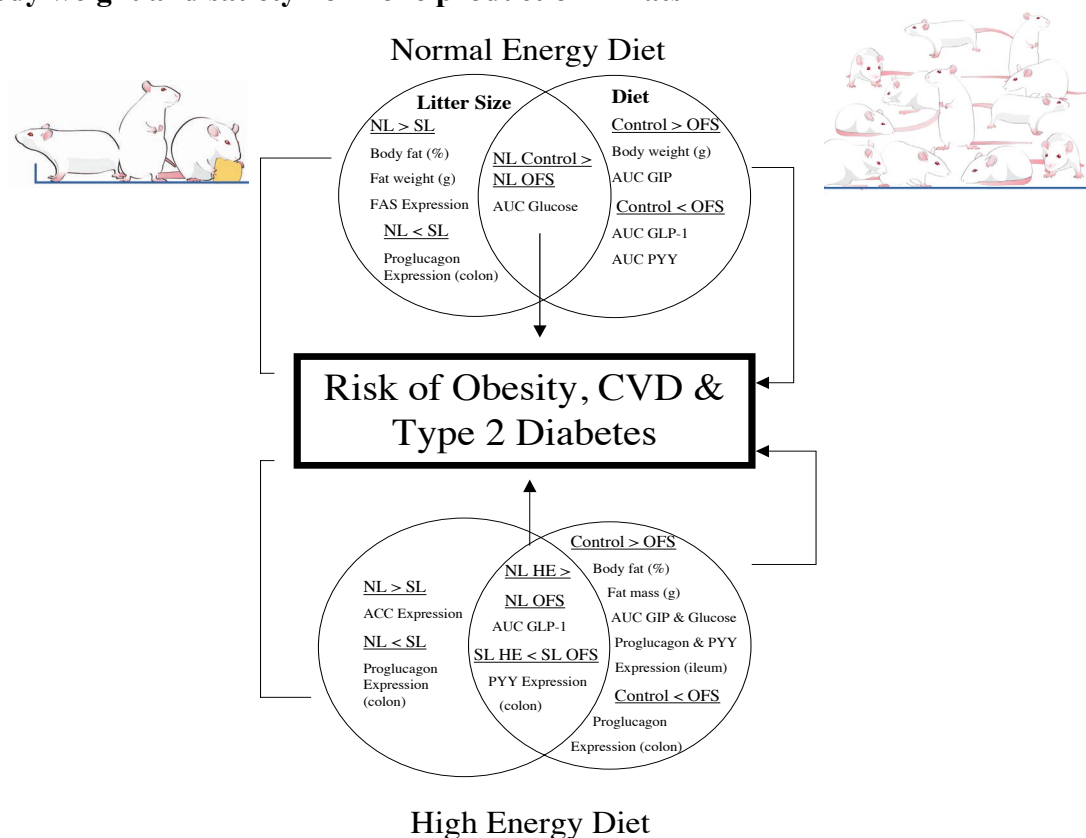 Normal Energy Diet
Litter Size
NL > SL
Body fat (%)
Fat weight (g)
FAS Expression
NL < SL
Proglucagon
Expression (colon)
NL Control >
NL OFS
AUC Glucose
Diet
Control > OFS
Body weight (g)
AUC GIP
Control < OFS
AUC GLP-1
AUC PYY
Risk of Obesity, CVD &
Type 2 Diabetes
NL > SL
ACC Expression
NL < SL
Proglucagon
Expression
(colon)
NL HE >
NL OFS
AUC GLP-1
SL HE < SL OFS
PYY Expression
(colon)
Control > OFS
Body fat (%)
Fat mass (g)
AUC GIP & Glucose
Proglucagon & PYY
Expression (ileum)
Control < OFS
Proglucagon
Expression (colon)
High Energy Diet